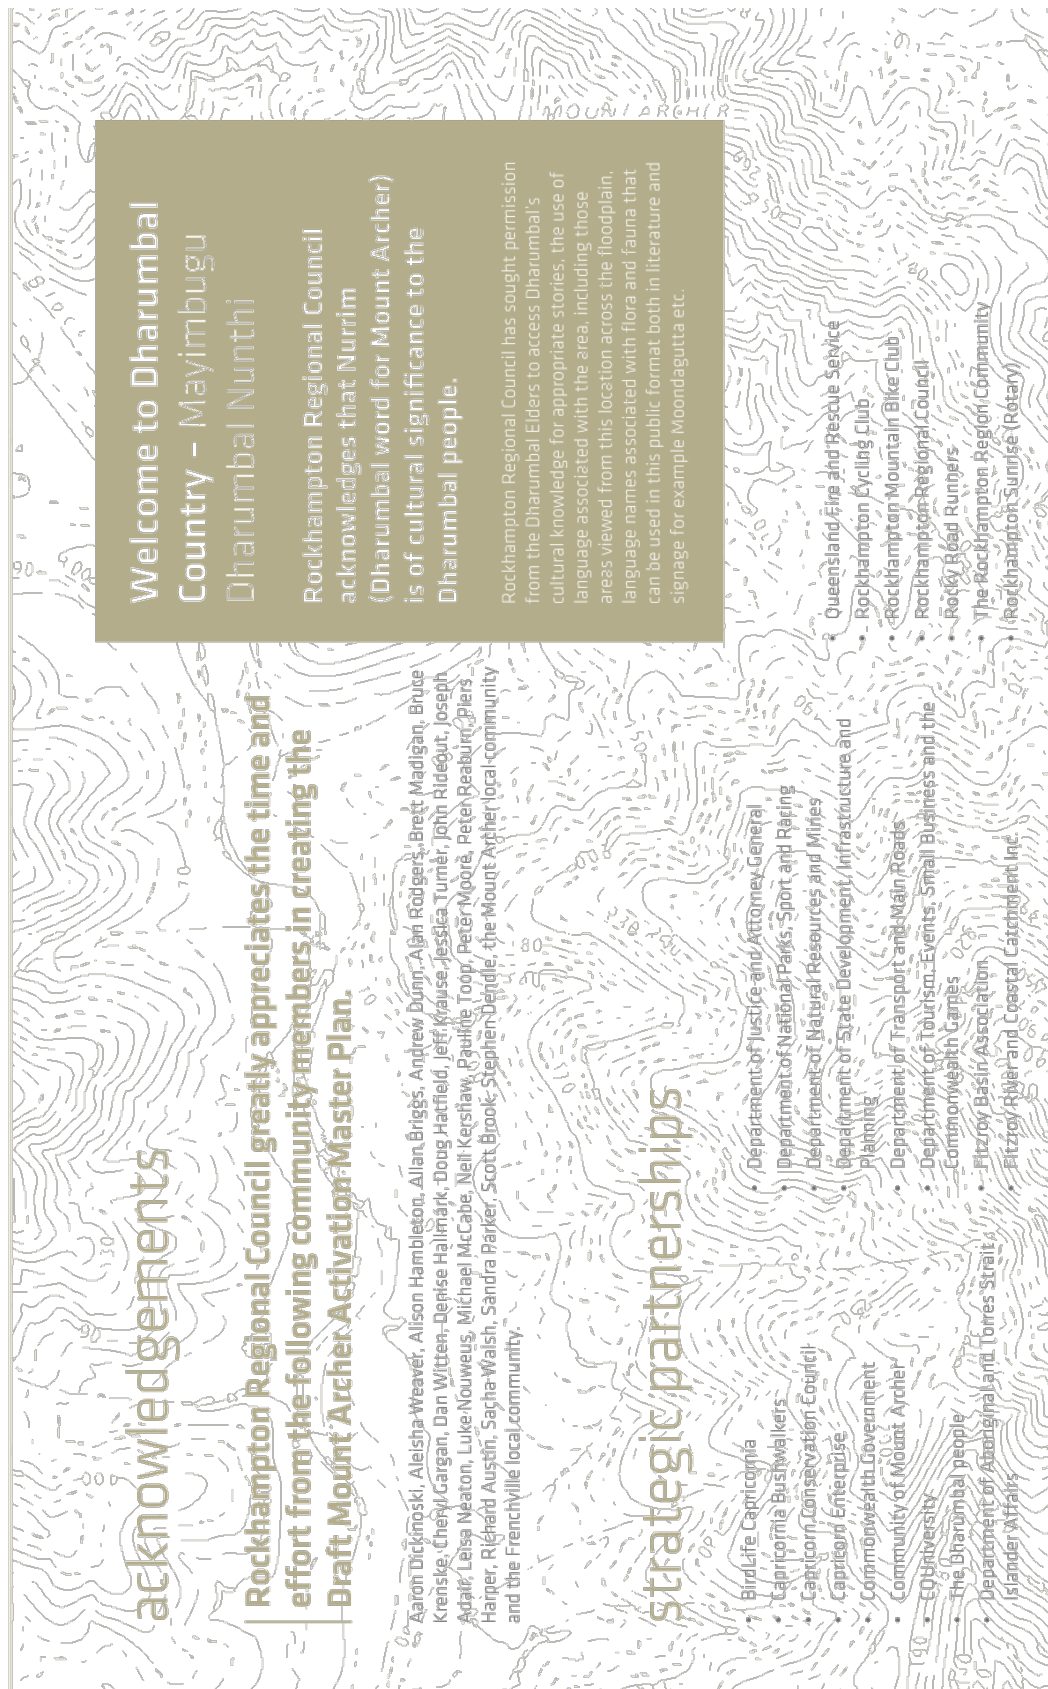 acknowledgements
Rockhampton Regional Council greatly appreciates the time and
effort from the following community members in creating the
Draft Mount Archer Activation Master Plan.
Aaron Dickinoski, Aleisha Weaver, Alison Hambleton, Allan Briggs, Andrew Dunn, Alan Rodgers, Brett Madigan, Bruce
Krenske, Cheryl Gargan, Dan Witten, Denise Hallmark, Doug Hatfield, Jeff Krause, Jessica Turner, John Rideout, Joseph
Adair, Leisa Neaton, Luke Nouweus, Michael McCabe, Neil Kershaw, Pauline Toop, Peter Moore, Peter Reaburn, Piers
Harper, Richard Austin, Sacha Walsh, Sandra Parker, Scott Brook, Stephen Dendle, the Mount Archer local community
and the Frenchville local community.
strategic partnerships
• BirdLife Capricornia
• Capricornia Bushwalkers
• Capricorn Conservation Council
• Capricorn Enterprise
• Commonwealth Government
• Community of Mount Archer
• CQUniversity
• The Dharumbal people
• Department of Aboriginal and Torres Strait
Islander Affairs
• Department of Justice and Attorney General
• Department of National Parks, Sport and Racing
• Department of Natural Resources and Mines
• Department of State Development, Infrastructure and
Planning
• Department of Transport and Main Roads
• Department of Tourism, Events, Small Business and the
Commonwealth Games
• Fitzroy Basin Association
• Fitzroy River and Coastal Catchment Inc.
• Queensland Fire and Rescue Service
• Rockhampton Cycling Club
• Rockhampton Mountain Bike Club
• Rockhampton Regional Council
• Rocky Road Runners
• The Rockhampton Region Community
• Rockhampton Sunrise (Rotary)
Welcome to Dharumbal
Country - Mayimbugu
Dharumbal Nunthi
Rockhampton Regional Council
acknowledges that Nurrim
(Dharumbal word for Mount Archer)
is of cultural significance to the
Dharumbal people.
Rockhampton Regional Council has sought permission
from the Dharumbal Elders to access Dharumbal's
cultural knowledge for appropriate stories, the use of
language associated with the area, including those
areas viewed from this location across the floodplain,
language names associated with flora and fauna that
can be used in this public format both in literature and
signage for example Moondagutta etc.
MOUNT ARCHER